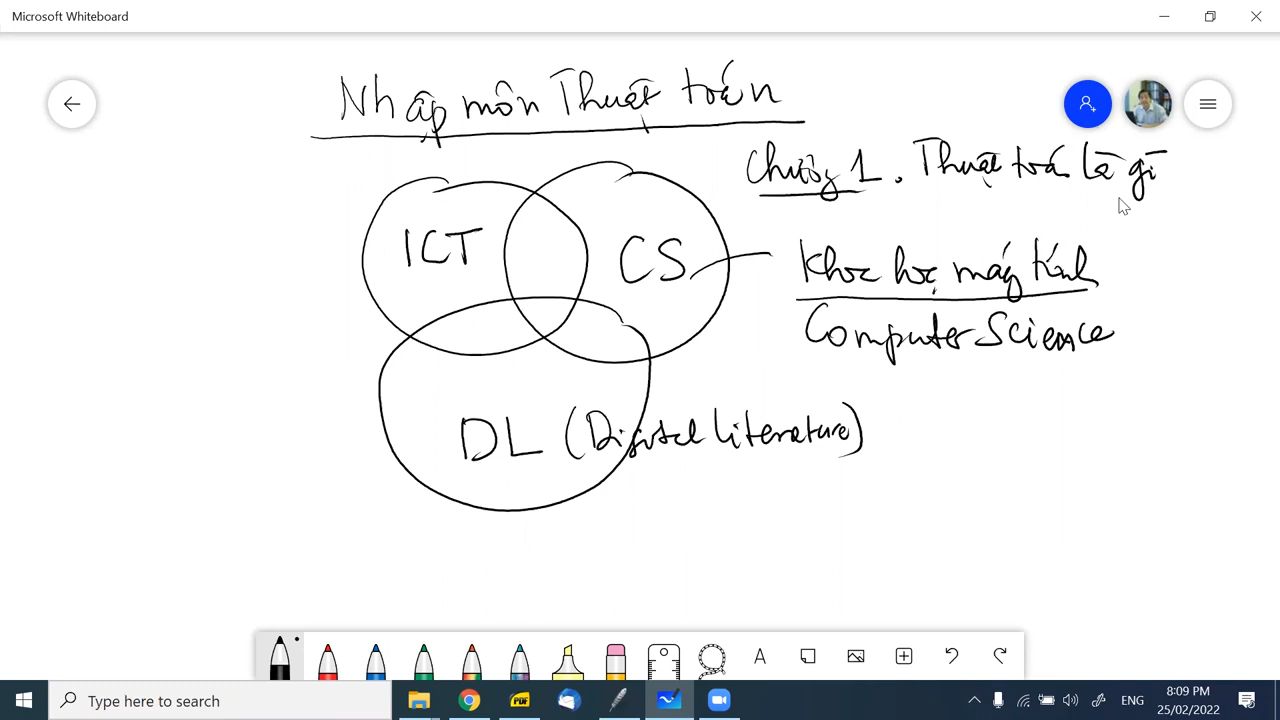 Microsoft Whiteboard
Nhập môn Thuật toán
Chương 1. Thuật toán là gì
ICT
CS
Khoa học máy tính
Computer Science
DL (Digital literature)
A
Type here to search
PDF
ENG
8:09 PM
25/02/2022